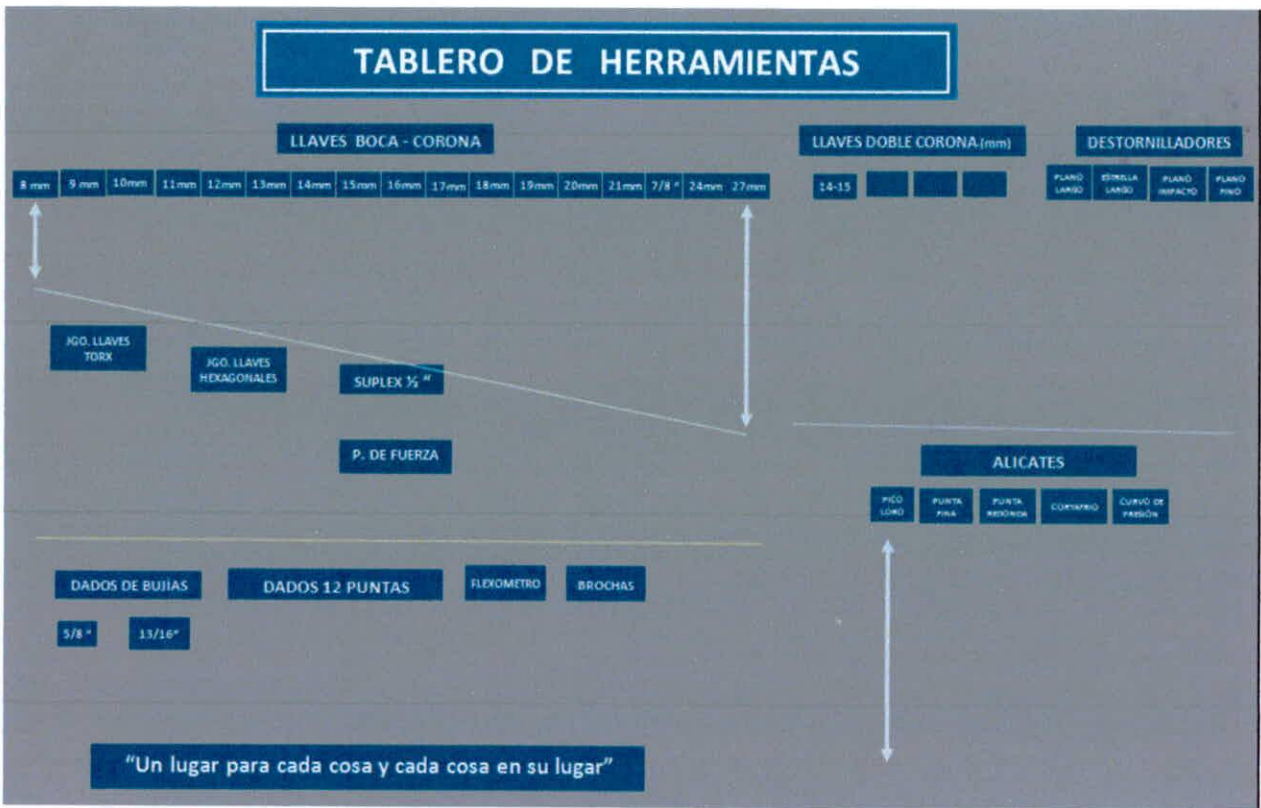 TABLERO DE HERRAMIENTAS
LLAVES BOCA - CORONA
LLAVES DOBLE CORONA (mm)
DESTORNILLADORES
8 mm 9 mm 10mm 11mm 12mm 13mm 14mm 15mm 16mm 17mm 18mm 19mm 20mm 21mm 7/8 " 24mm 27mm
14-15
PLANO LARGO
ESTRELLA LARGO
PLANO IMPACTO
PLANO FINO
JGO. LLAVES
TORX
JGO. LLAVES
HEXAGONALES
SUPLEX ½ "
P. DE FUERZA
ALICATES
PICO LORO
PUNTA FINA
PUNTA REDONDA
CORTAFRIO
CURVO DE PRESIÓN
DADOS DE BUJÍAS
DADOS 12 PUNTAS
FLEXOMETRO
BROCHAS
5/8 "
13/16"
"Un lugar para cada cosa y cada cosa en su lugar"